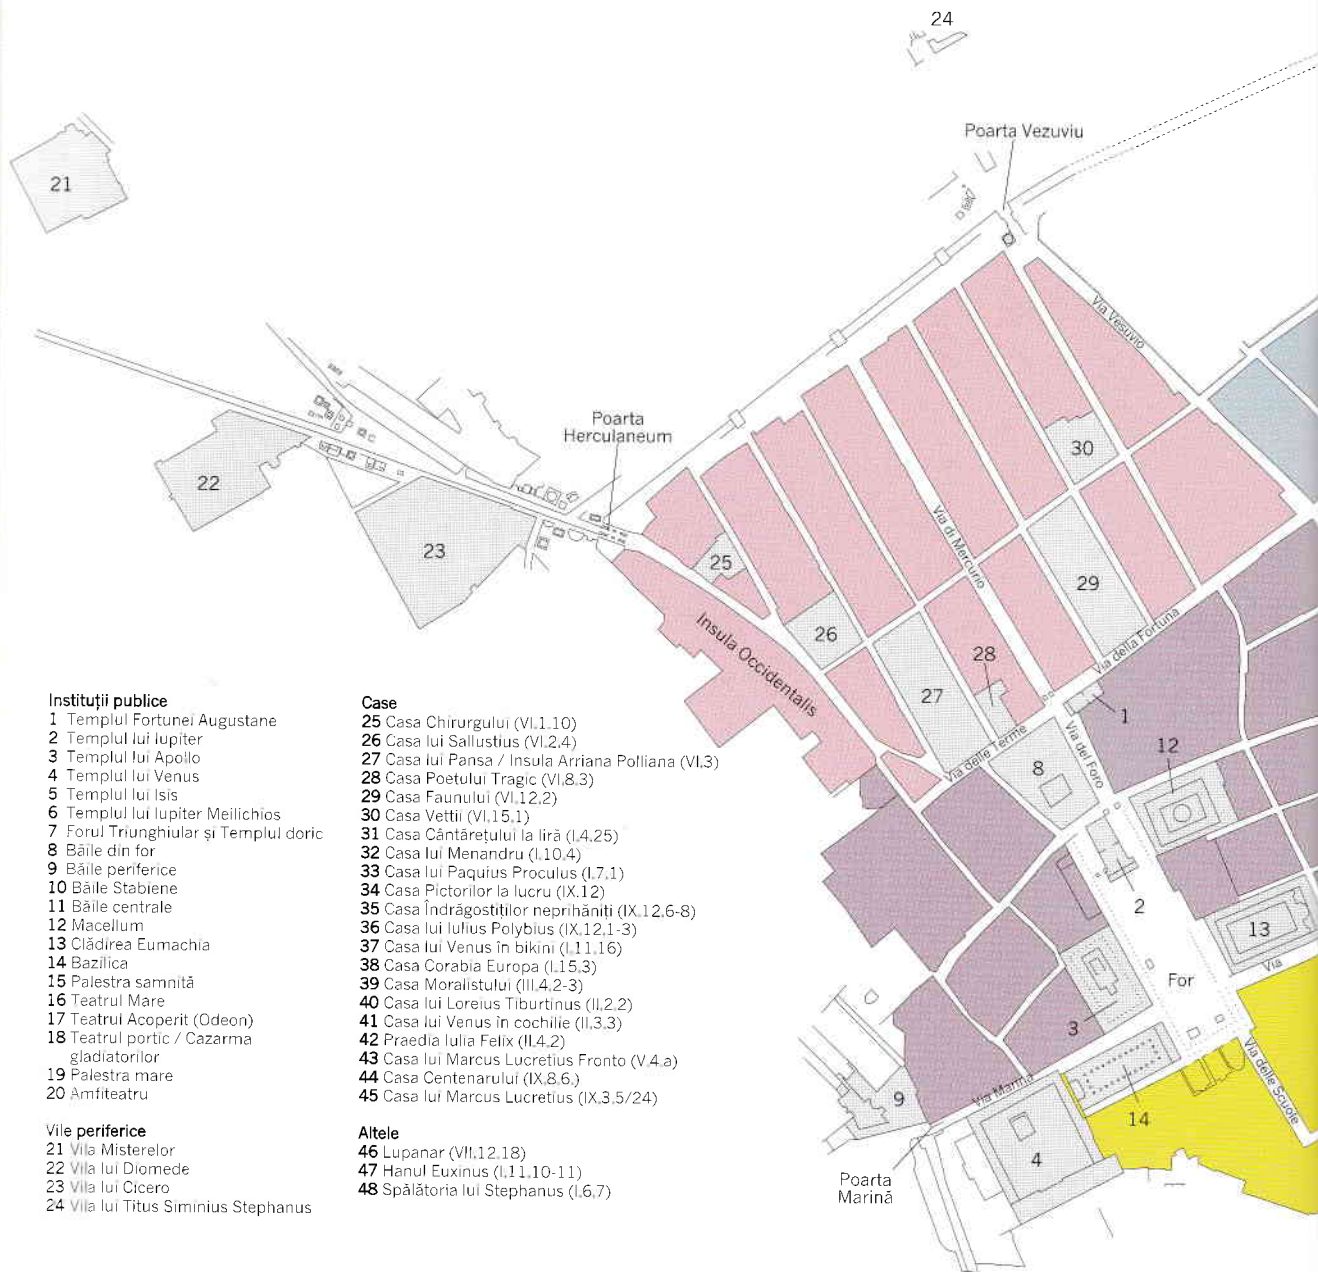 24
Poarta Vezuviu
21
Via Vesuvio
Poarta
Herculaneum
30
22
Via di Mercurio
23
25
29
Insula Occidentalis
26
Via della Fortuna
28
27
1
Via delle Terme
Via del Foro
12
8
2
13
Via
For
3
Via Marina
Via delle Scuole
9
14
4
Poarta
Marină
Instituții publice
1 Templul Fortunei Augustane
2 Templul lui Iupiter
3 Templul lui Apollo
4 Templul lui Venus
5 Templul lui Isis
6 Templul lui Iupiter Meilichios
7 Forul Triunghiular și Templul doric
8 Băile din for
9 Băile periferice
10 Băile Stabiene
11 Băile centrale
12 Macellum
13 Clădirea Eumachia
14 Bazilica
15 Palestra samnită
16 Teatrul Mare
17 Teatrul Acoperit (Odeon)
18 Teatrul portic / Cazarma
gladiatorilor
19 Palestra mare
20 Amfiteatru
Vile periferice
21 Vila Misterelor
22 Vila lui Diomede
23 Vila lui Cicero
24 Vila lui Titus Siminius Stephanus
Case
25 Casa Chirurgului (VI.1.10)
26 Casa lui Sallustius (VI.2.4)
27 Casa lui Pansa / Insula Arriana Polliana (VI.3)
28 Casa Poetului Tragic (VI.8.3)
29 Casa Faunului (VI.12.2)
30 Casa Vettii (VI.15.1)
31 Casa Cântărețului la liră (I.4.25)
32 Casa lui Menandru (I.10.4)
33 Casa lui Paquius Proculus (I.7.1)
34 Casa Pictorilor la lucru (IX.12)
35 Casa Îndrăgostiților neprihăniți (IX.12.6-8)
36 Casa lui Iulius Polybius (IX.12.1-3)
37 Casa lui Venus în bikini (I.11.16)
38 Casa Corabia Europa (I.15.3)
39 Casa Moralistului (III.4.2-3)
40 Casa lui Loreius Tiburtinus (II.2.2)
41 Casa lui Venus în cochilie (II.3.3)
42 Praedia Iulia Felix (II.4.2)
43 Casa lui Marcus Lucretius Fronto (V.4.a)
44 Casa Centenarului (IX.8.6.)
45 Casa lui Marcus Lucretius (IX.3.5/24)
Altele
46 Lupanar (VII.12.18)
47 Hanul Euxinus (I.11.10-11)
48 Spălătoria lui Stephanus (I.6.7)